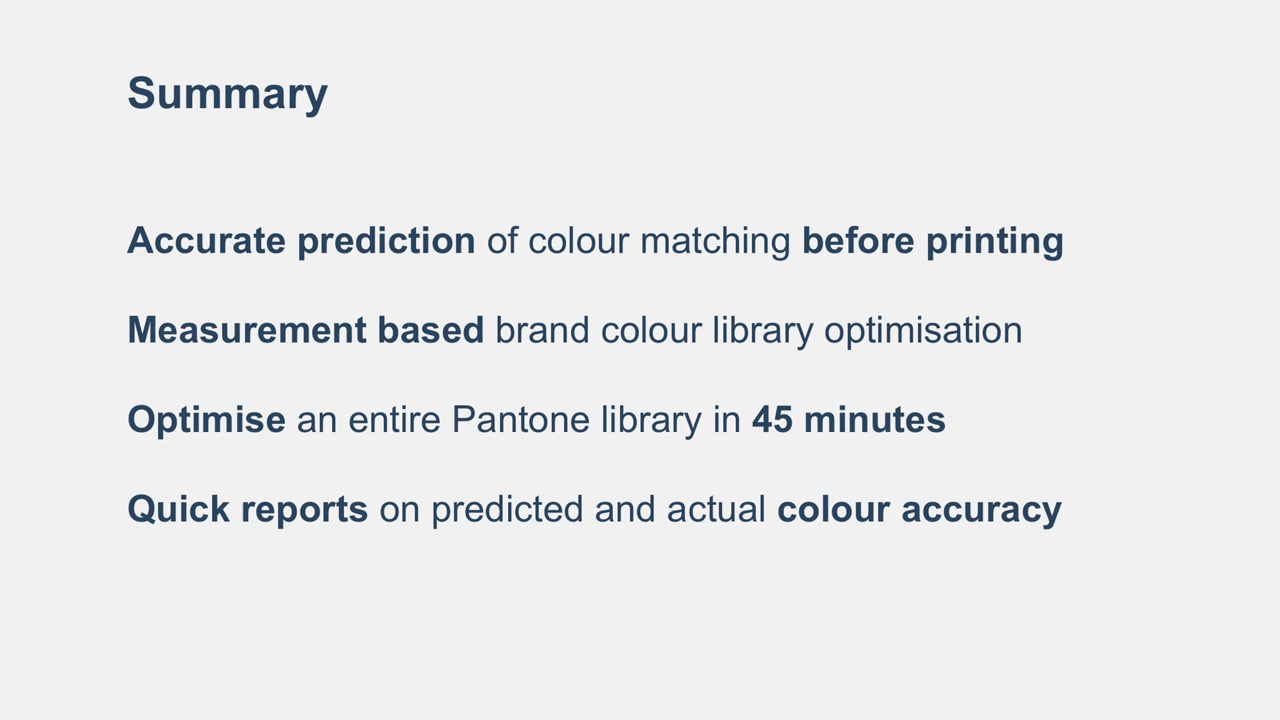 Summary
Accurate prediction of colour matching before printing
Measurement based brand colour library optimisation
Optimise an entire Pantone library in 45 minutes
Quick reports on predicted and actual colour accuracy